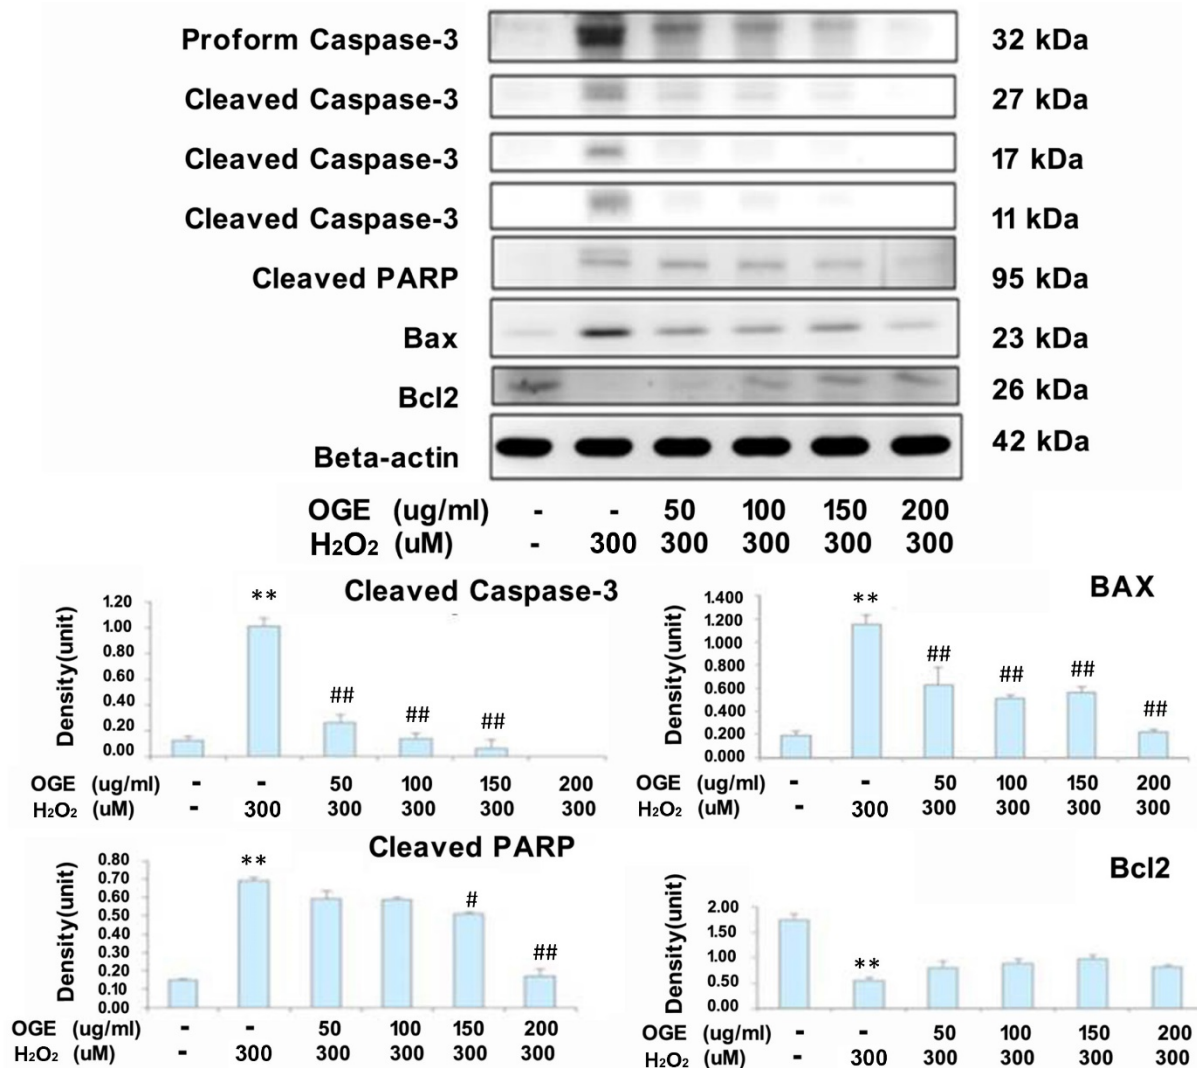 Proform Caspase-3 32 kDa
Cleaved Caspase-3 27 kDa
Cleaved Caspase-3 17 kDa
Cleaved Caspase-3 11 kDa
Cleaved PARP 95 kDa
Bax 23 kDa
Bcl2 26 kDa
Beta-actin 42 kDa
OGE (ug/ml) - - 50 100 150 200
H₂O₂ (uM) - 300 300 300 300 300
Cleaved Caspase-3
Density(unit)
1.20
1.00
0.80
0.60
0.40
0.20
0.00
**
##
##
##
OGE (ug/ml) - - 50 100 150 200
H₂O₂ (uM) - 300 300 300 300 300
BAX
Density(unit)
1.400
1.200
1.000
0.800
0.600
0.400
0.200
0.000
**
##
##
##
##
OGE (ug/ml) - - 50 100 150 200
H₂O₂ (uM) - 300 300 300 300 300
Cleaved PARP
Density(unit)
0.80
0.70
0.60
0.50
0.40
0.30
0.20
0.10
0.00
**
#
##
OGE (ug/ml) - - 50 100 150 200
H₂O₂ (uM) - 300 300 300 300 300
Bcl2
Density(unit)
2.00
1.50
1.00
0.50
0.00
**
OGE (ug/ml) - - 50 100 150 200
H₂O₂ (uM) - 300 300 300 300 300